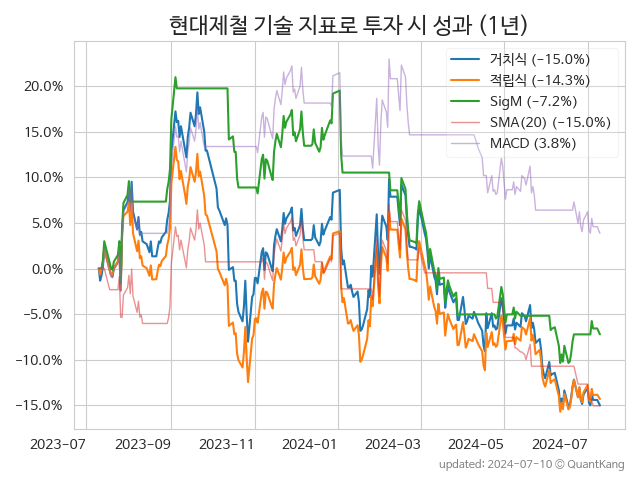 현대제철 기술 지표로 투자 시 성과 (1년)
거치식 (−15.0%)
적립식 (−14.3%)
SigM (−7.2%)
SMA(20) (−15.0%)
MACD (3.8%)
20.0%
15.0%
10.0%
5.0%
0.0%
−5.0%
−10.0%
−15.0%
2023−07 2023−09 2023−11 2024−01 2024−03 2024−05 2024−07
updated: 2024-07-10 © QuantKang